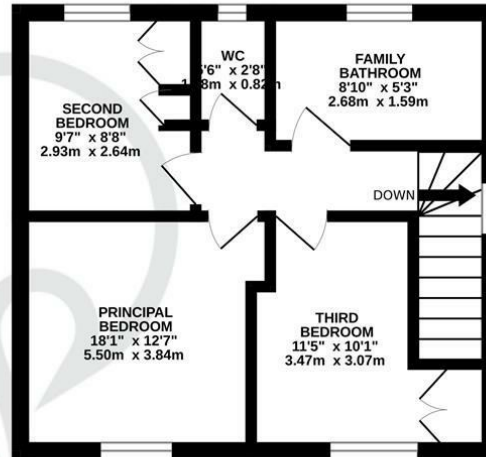 WC
x 2'8"
FAMILY
BATHROOM
8'10" x 5'3"
2.68m x 1.59m
SECOND
BEDROOM
9'7" x 8'8"
2.93m x 2.64m
DOWN
PRINCIPAL
BEDROOM
18'1" x 12'7"
5.50m x 3.84m
THIRD
BEDROOM
11'5" x 10'1"
3.47m x 3.07m